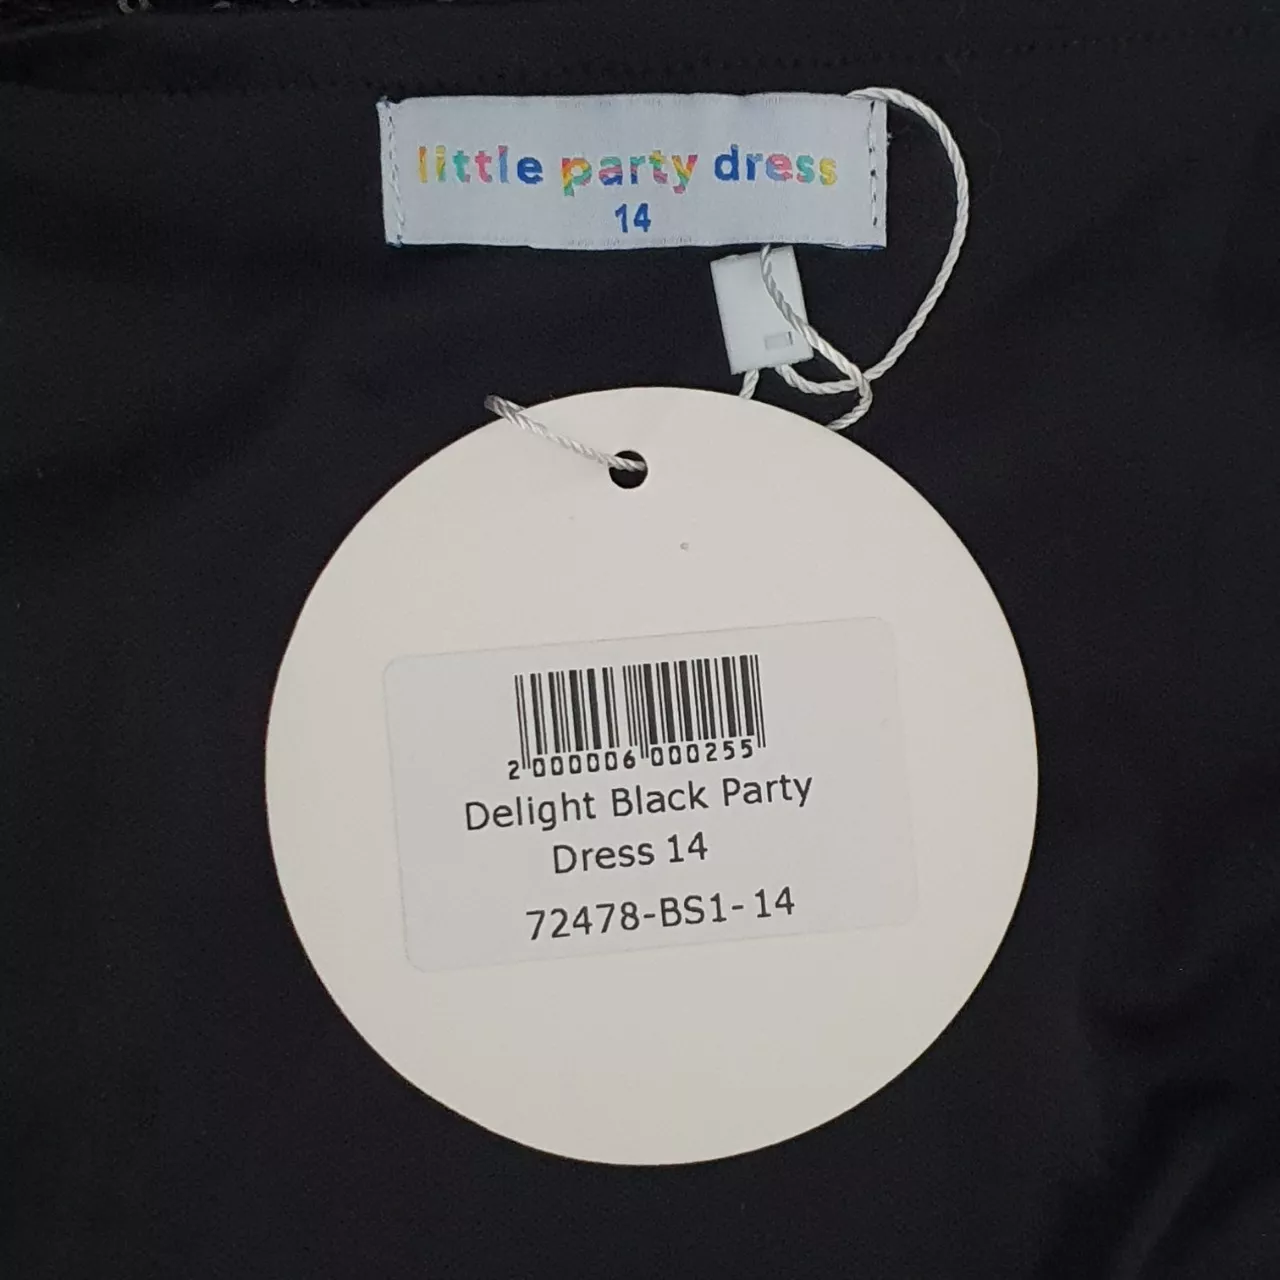 little party dress
14
2 000006 000255
Delight Black Party
Dress 14
72478-BS1-14